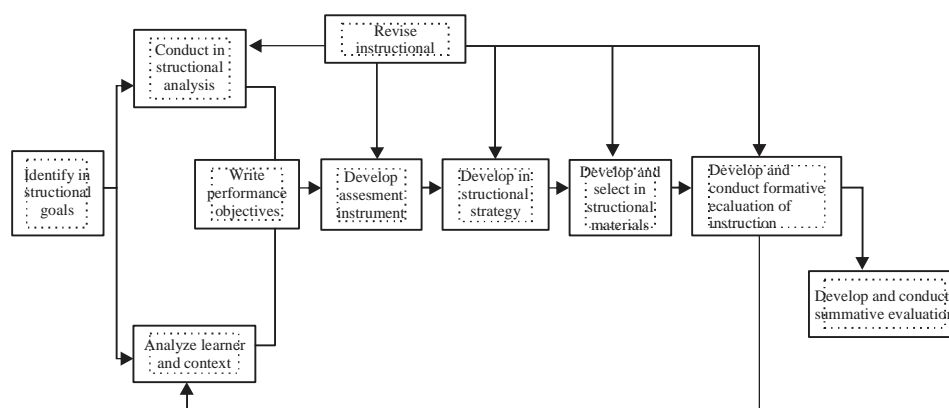 Revise
instructional
Conduct in
structional
analysis
Identify in
structional
goals
Write
performance
objectives
Develop
assesment
instrument
Develop in
structional
strategy
Develop and
select in
structional
materials
Develop and
conduct formative
ecaluation of
instruction
Develop and conduct
summative evaluation
Analyze learner
and context